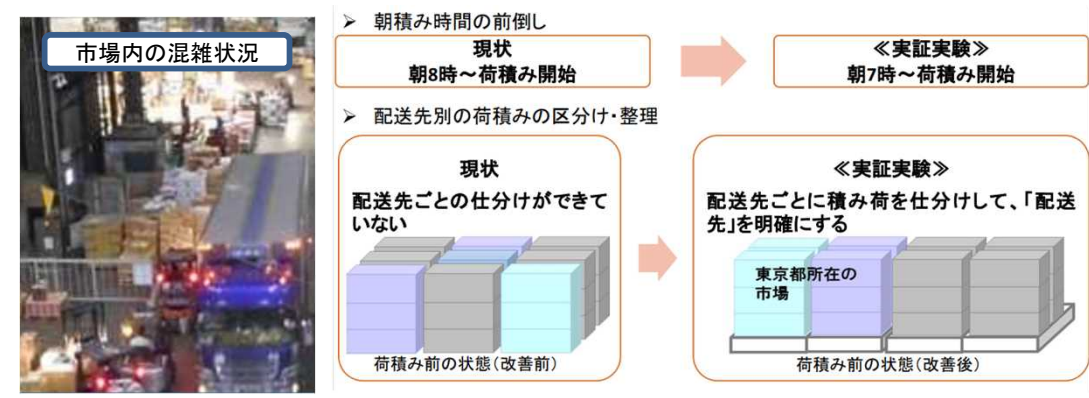 市場内の混雑状況
➢ 朝積み時間の前倒し
現状
朝8時～荷積み開始
≪実証実験≫
朝7時～荷積み開始
➢ 配送先別の荷積みの区分け・整理
現状
配送先ごとの仕分けができて
いない
荷積み前の状態(改善前)
≪実証実験≫
配送先ごとに積み荷を仕分けして、「配送
先」を明確にする
東京都所在の
市場
荷積み前の状態(改善後)